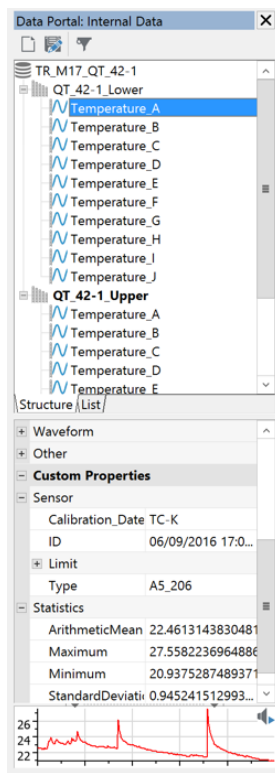 Data Portal: Internal Data
TR_M17_QT_42-1
QT_42-1_Lower
Temperature_A
Temperature_B
Temperature_C
Temperature_D
Temperature_E
Temperature_F
Temperature_G
Temperature_H
Temperature_I
Temperature_J
QT_42-1_Upper
Temperature_A
Temperature_B
Temperature_C
Temperature_D
Temperature_E
Structure List
Waveform
Other
Custom Properties
Sensor
Calibration_Date TC-K
ID 06/09/2016 17:0...
Limit
Type A5_206
Statistics
ArithmeticMean 22.4613143830481
Maximum 27.5582236964886
Minimum 20.9375287489371
StandardDeviati 0.945241512993...
26
24
22